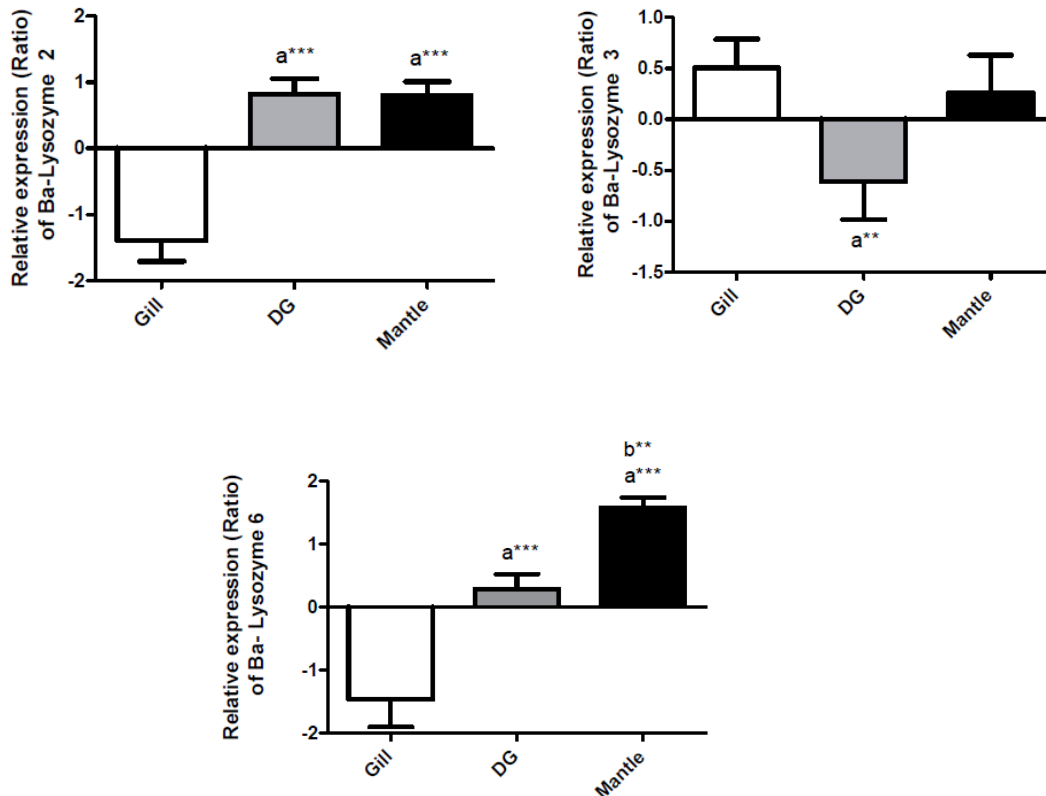 Relative expression (Ratio)
of Ba-Lysozyme 2
2
1
0
-1
-2
a***
a***
Gill
DG
Mantle
Relative expression (Ratio)
of Ba-Lysozyme 3
1.0
0.5
0.0
-0.5
-1.0
-1.5
a**
Gill
DG
Mantle
Relative expression (Ratio)
of Ba- Lysozyme 6
2
1
0
-1
-2
a***
b**
a***
Gill
DG
Mantle